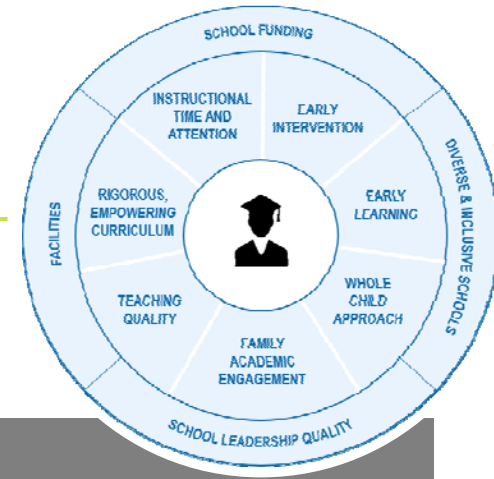 SCHOOL FUNDING
INSTRUCTIONAL
TIME AND
ATTENTION
EARLY
INTERVENTION
RIGOROUS,
EMPOWERING
CURRICULUM
EARLY
LEARNING
FACILITIES
DIVERSE & INCLUSIVE SCHOOLS
TEACHING
QUALITY
WHOLE
CHILD
APPROACH
FAMILY
ACADEMIC
ENGAGEMENT
SCHOOL LEADERSHIP QUALITY